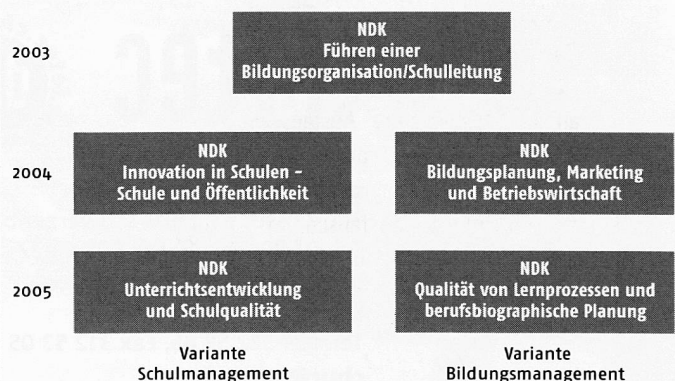 2003
NDK
Führen einer
Bildungsorganisation/Schulleitung
2004
NDK
Innovation in Schulen –
Schule und Öffentlichkeit
NDK
Bildungsplanung, Marketing
und Betriebswirtschaft
2005
NDK
Unterrichtsentwicklung
und Schulqualität
NDK
Qualität von Lernprozessen und
berufsbiographische Planung
Variante
Schulmanagement
Variante
Bildungsmanagement